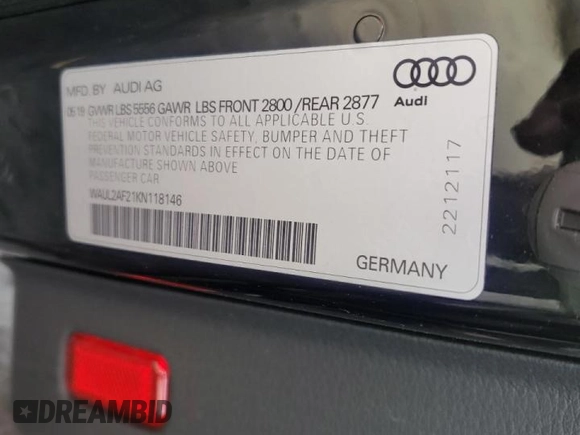 MFD. BY AUDI AG
05.19 GVWR LBS 5556 GAWR LBS FRONT 2800 /REAR 2877
THIS VEHICLE CONFORMS TO ALL APPLICABLE U.S.
FEDERAL MOTOR VEHICLE SAFETY, BUMPER AND THEFT
PREVENTION STANDARDS IN EFFECT ON THE DATE OF
MANUFACTURE SHOWN ABOVE
PASSENGER CAR
WAUL2AF21KN118146
Audi
2212117
GERMANY
DREAMBID